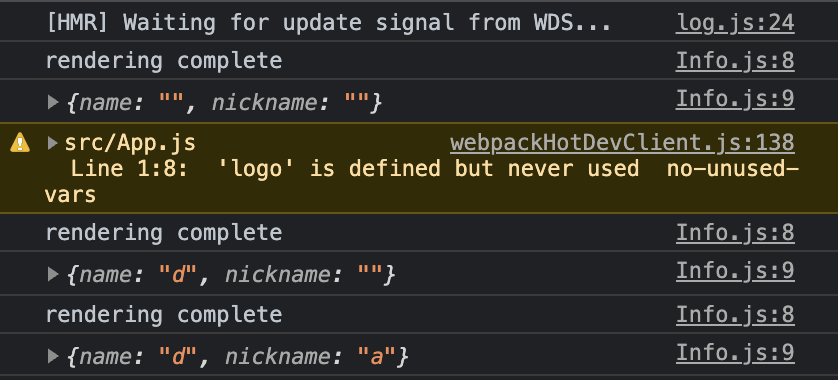 [HMR] Waiting for update signal from WDS... log.js:24
rendering complete Info.js:8
{name: "", nickname: ""} Info.js:9
src/App.js webpackHotDevClient.js:138
Line 1:8: 'logo' is defined but never used no-unused-
vars
rendering complete Info.js:8
{name: "d", nickname: ""} Info.js:9
rendering complete Info.js:8
{name: "d", nickname: "a"} Info.js:9